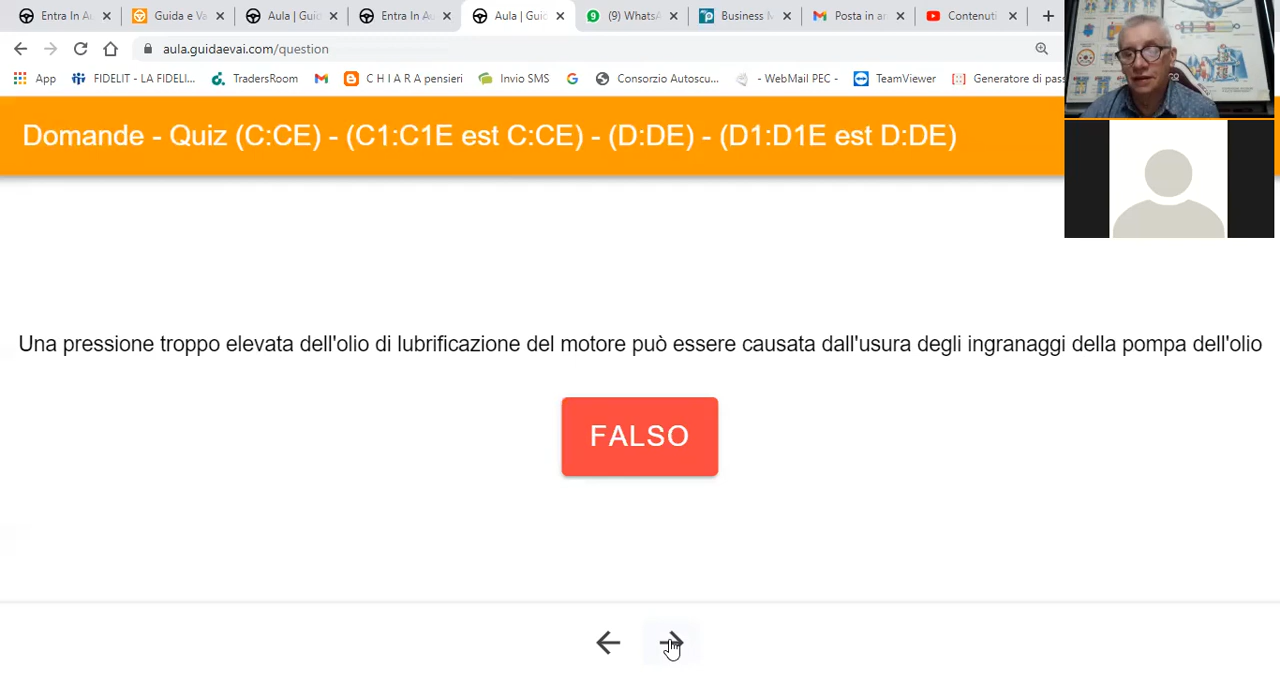 Entra In Au
Guida e Va
Aula | Guid
Entra In Au
Aula | Guid
(9) WhatsA
Business M
Posta in ar
Contenuti
aula.guidaevai.com/question
App
FIDELIT - LA FIDELI...
TradersRoom
C H I A R A pensieri
Invio SMS
Consorzio Autoscu...
- WebMail PEC -
TeamViewer
Generatore di pas
Domande - Quiz (C:CE) - (C1:C1E est C:CE) - (D:DE) - (D1:D1E est D:DE)
Una pressione troppo elevata dell'olio di lubrificazione del motore può essere causata dall'usura degli ingranaggi della pompa dell'olio
FALSO